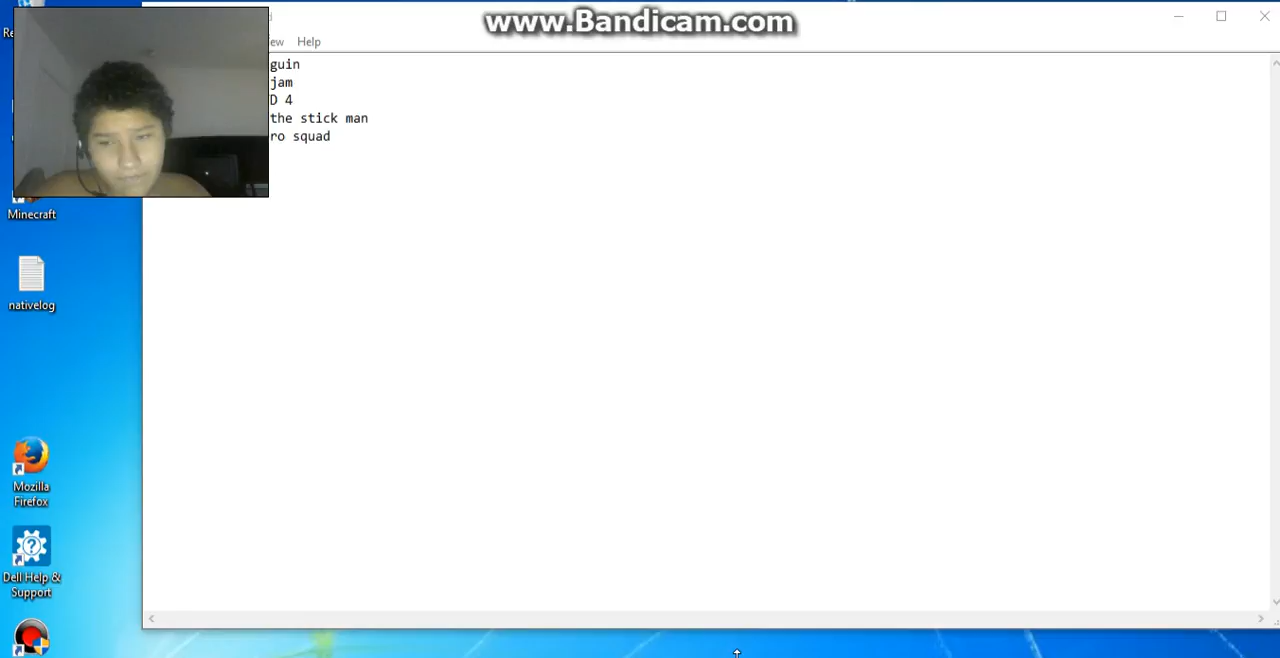 www.Bandicam.com
Help
guin
jam
D 4
the stick man
ro squad
Minecraft
nativelog
Mozilla
Firefox
Dell Help &
Support